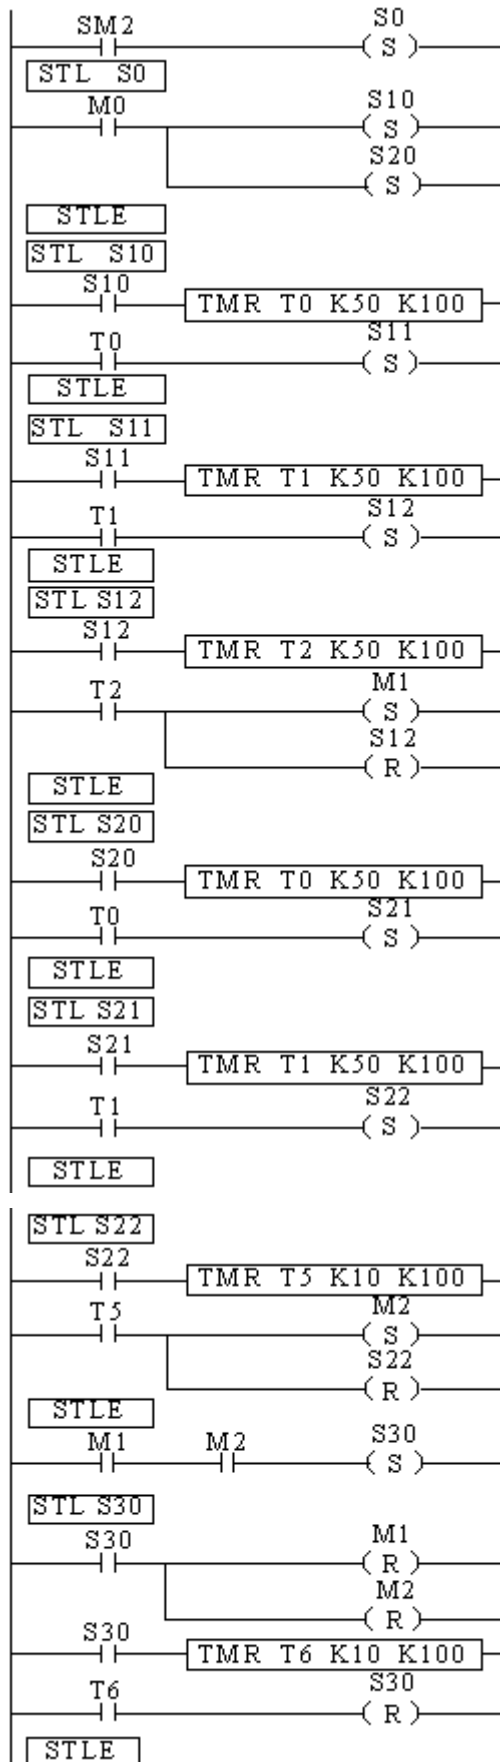 S0
SM2
( S )
STL S0
M0
S10
( S )
S20
( S )
STLE
STL S10
S10
TMR T0 K50 K100
T0
S11
( S )
STLE
STL S11
S11
TMR T1 K50 K100
T1
S12
( S )
STLE
STL S12
S12
TMR T2 K50 K100
T2
M1
( S )
S12
( R )
STLE
STL S20
S20
TMR T0 K50 K100
T0
S21
( S )
STLE
STL S21
S21
TMR T1 K50 K100
T1
S22
( S )
STLE
STL S22
S22
TMR T5 K10 K100
T5
M2
( S )
S22
( R )
STLE
M1 M2 S30
( S )
STL S30
S30
M1
( R )
M2
( R )
S30
TMR T6 K10 K100
T6
S30
( R )
STLE